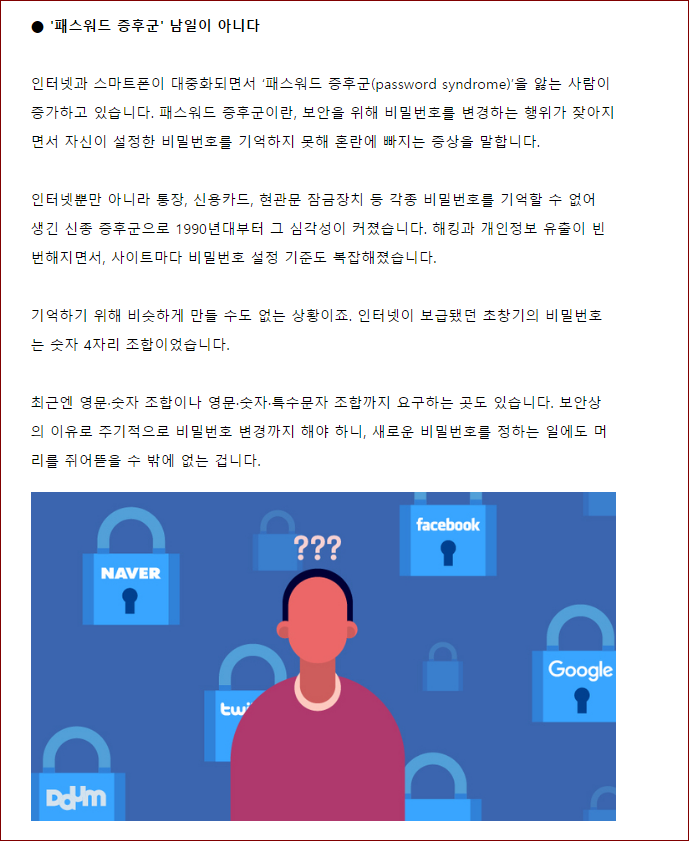 ● '패스워드 증후군' 남일이 아니다
인터넷과 스마트폰이 대중화되면서 '패스워드 증후군(password syndrome)'을 앓는 사람이
증가하고 있습니다. 패스워드 증후군이란, 보안을 위해 비밀번호를 변경하는 행위가 잦아지
면서 자신이 설정한 비밀번호를 기억하지 못해 혼란에 빠지는 증상을 말합니다.
인터넷뿐만 아니라 통장, 신용카드, 현관문 잠금장치 등 각종 비밀번호를 기억할 수 없어
생긴 신종 증후군으로 1990년대부터 그 심각성이 커졌습니다. 해킹과 개인정보 유출이 빈
번해지면서, 사이트마다 비밀번호 설정 기준도 복잡해졌습니다.
기억하기 위해 비슷하게 만들 수도 없는 상황이죠. 인터넷이 보급됐던 초창기의 비밀번호
는 숫자 4자리 조합이었습니다.
최근엔 영문·숫자 조합이나 영문·숫자·특수문자 조합까지 요구하는 곳도 있습니다. 보안상
의 이유로 주기적으로 비밀번호 변경까지 해야 하니, 새로운 비밀번호를 정하는 일에도 머
리를 쥐어뜯을 수 밖에 없는 겁니다.
facebook
???
NAVER
Google
twi
Daum